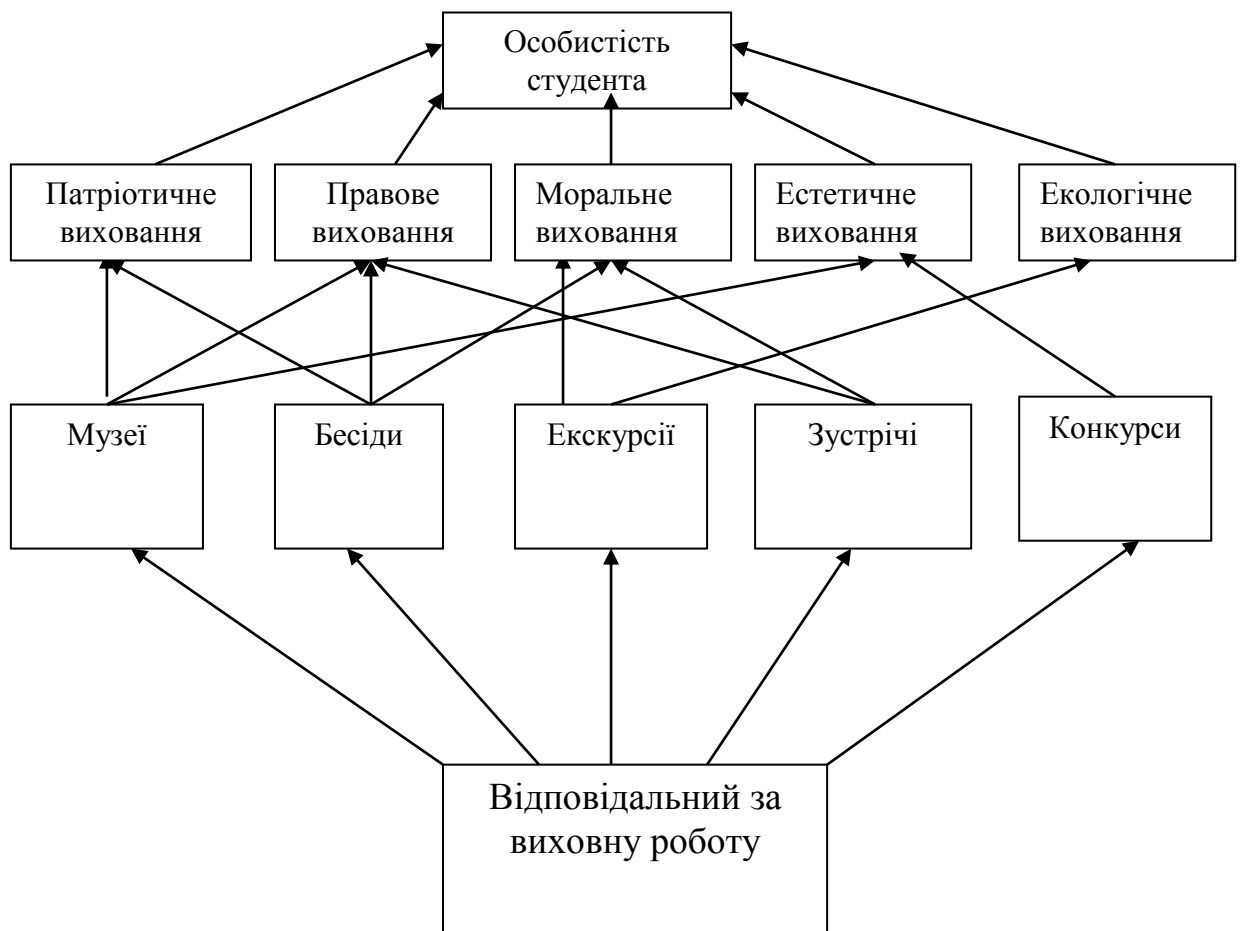 Особистість
студента
Патріотичне
виховання
Правове
виховання
Моральне
виховання
Естетичне
виховання
Екологічне
виховання
Музеї
Бесіди
Екскурсії
Зустрічі
Конкурси
Відповідальний за
виховну роботу